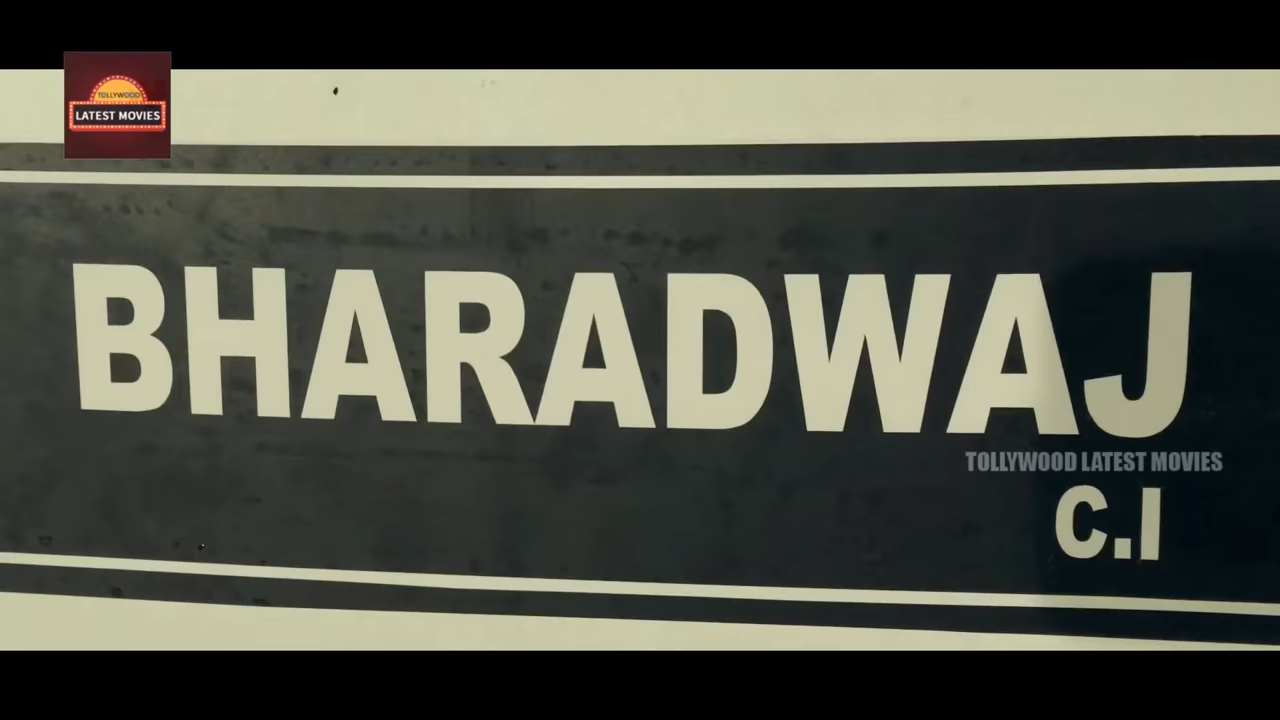 TOLLYWOOD
LATEST MOVIES
BHARADWAJ
TOLLYWOOD LATEST MOVIES
C.I